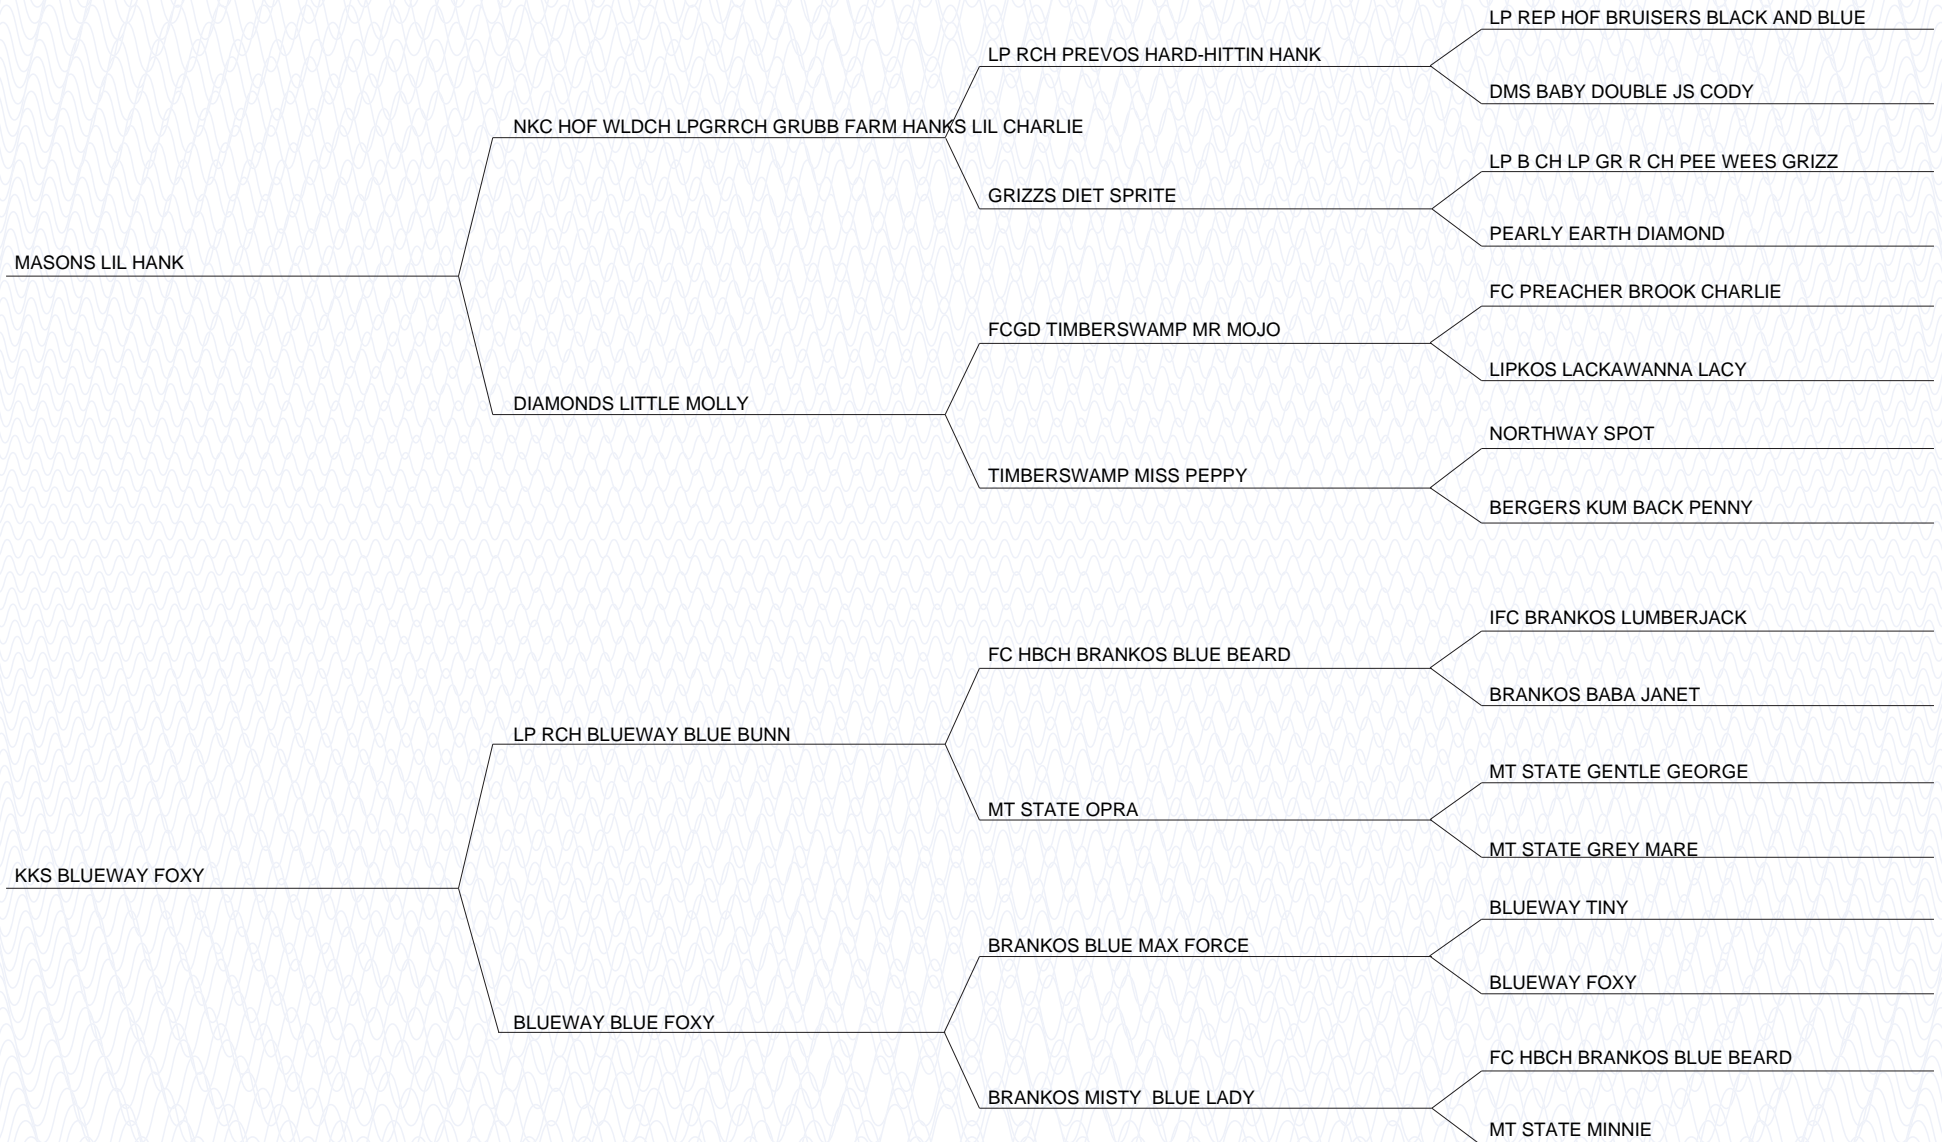 LP REP HOF BRUISERS BLACK AND BLUE
LP RCH PREVOS HARD-HITTIN HANK
DMS BABY DOUBLE JS CODY
NKC HOF WLDCH LPGRRCH GRUBB FARM HANKS LIL CHARLIE
LP B CH LP GR R CH PEE WEES GRIZZ
GRIZZS DIET SPRITE
PEARLY EARTH DIAMOND
MASONS LIL HANK
FC PREACHER BROOK CHARLIE
FCGD TIMBERSWAMP MR MOJO
LIPKOS LACKAWANNA LACY
DIAMONDS LITTLE MOLLY
NORTHWAY SPOT
TIMBERSWAMP MISS PEPPY
BERGERS KUM BACK PENNY
IFC BRANKOS LUMBERJACK
FC HBCH BRANKOS BLUE BEARD
BRANKOS BABA JANET
LP RCH BLUEWAY BLUE BUNN
MT STATE GENTLE GEORGE
MT STATE OPRA
MT STATE GREY MARE
KKS BLUEWAY FOXY
BLUEWAY TINY
BRANKOS BLUE MAX FORCE
BLUEWAY FOXY
BLUEWAY BLUE FOXY
FC HBCH BRANKOS BLUE BEARD
BRANKOS MISTY  BLUE LADY
MT STATE MINNIE